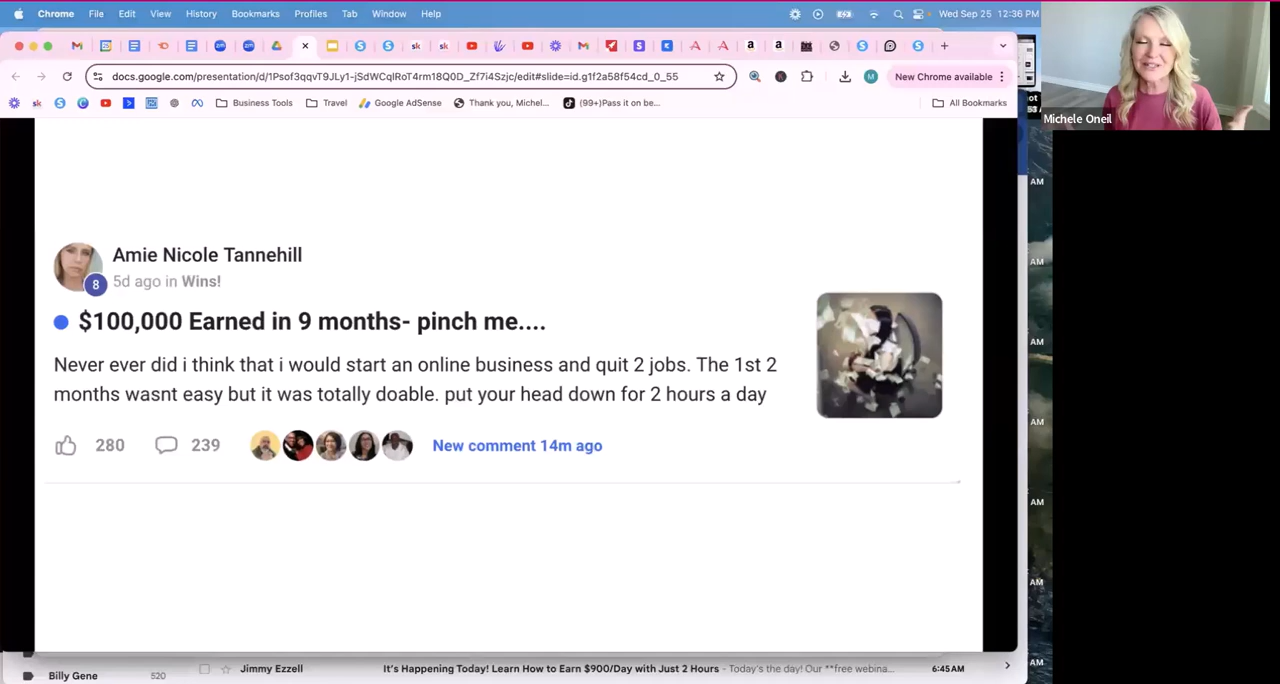 Chrome File Edit View History Bookmarks Profiles Tab Window Help
Wed Sep 25 12:36 PM
docs.google.com/presentation/d/1Psof3qqvT9JLy1-jSdWCqlRoT4rm18Q0D_Zf7i4Szjc/edit#slide=id.g1f2a58f54cd_0_55
New Chrome available
Business Tools Travel Google AdSense Thank you, Michel... (99+)Pass it on be... All Bookmarks
Michele Oneil
Amie Nicole Tannehill
8
5d ago in Wins!
$100,000 Earned in 9 months- pinch me....
Never ever did i think that i would start an online business and quit 2 jobs. The 1st 2
months wasnt easy but it was totally doable. put your head down for 2 hours a day
280 239 New comment 14m ago
AM
AM
AM
AM
AM
AM
AM
Billy Gene 520
Jimmy Ezzell It's Happening Today! Learn How to Earn $900/Day with Just 2 Hours - Today's the day! Our **free webina... 6:45 AM